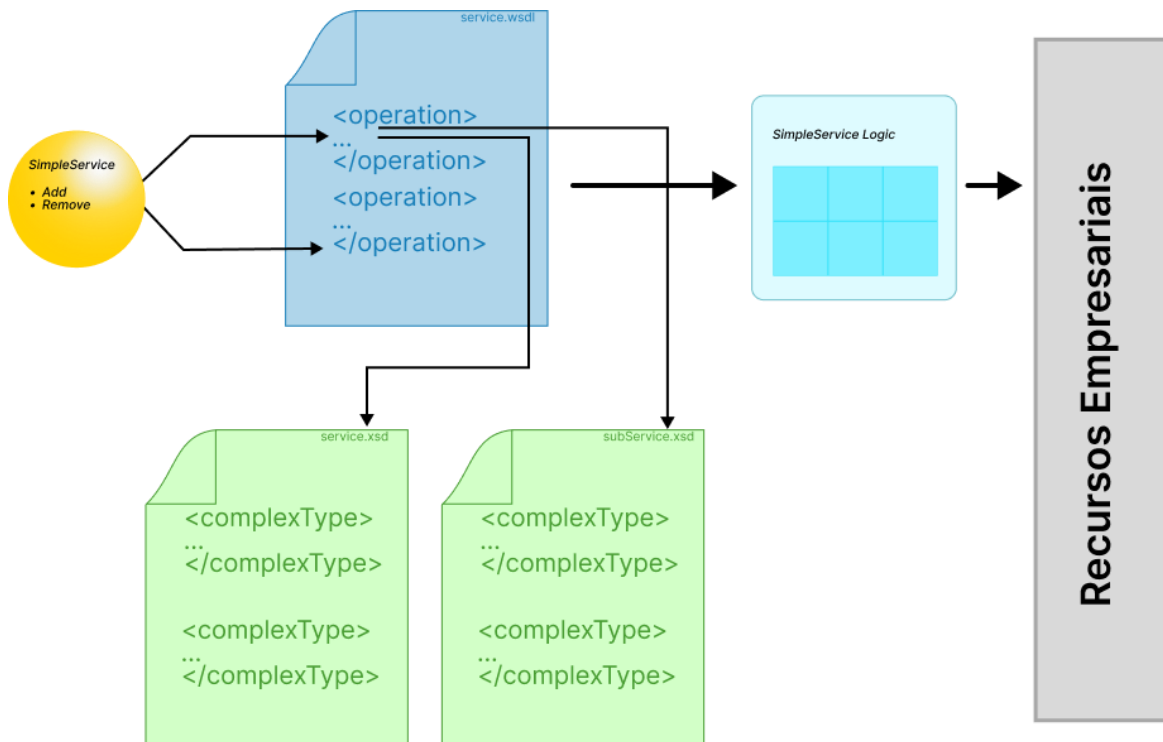 service.wsdl
<operation>
...
</operation>
<operation>
...
</operation>
SimpleService
• Add
• Remove
SimpleService Logic
Recursos Empresariais
service.xsd
<complexType>
...
</complexType>
<complexType>
...
</complexType>
subService.xsd
<complexType>
...
</complexType>
<complexType>
...
</complexType>